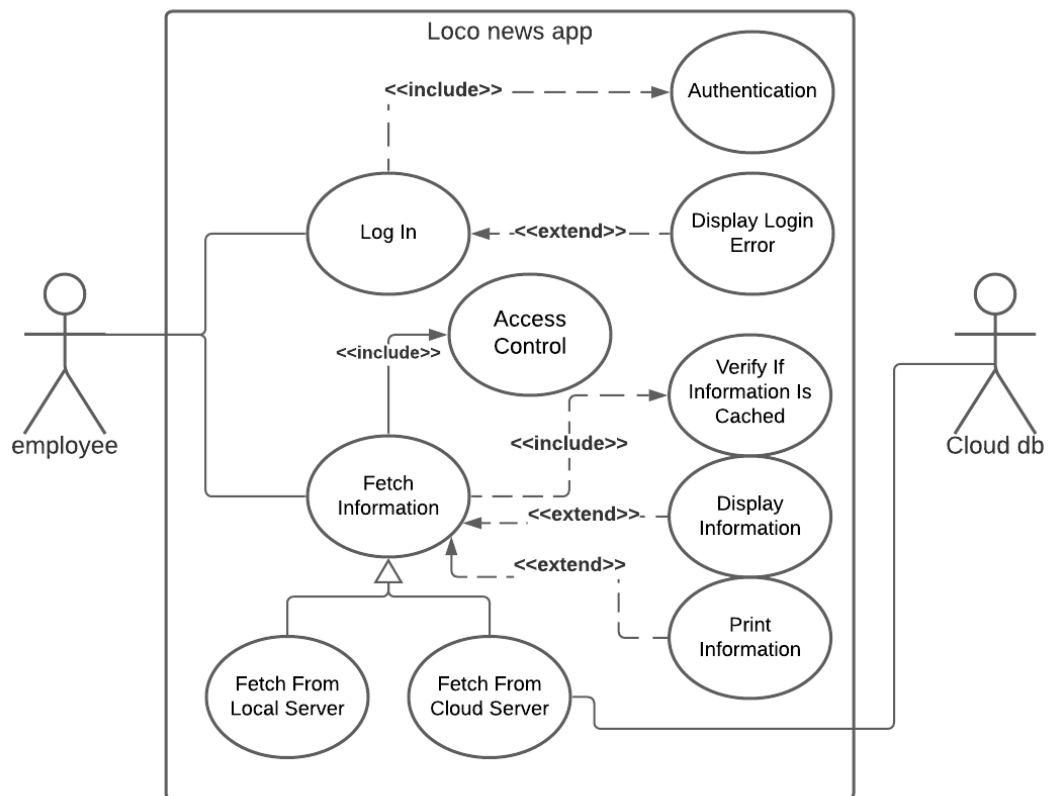 Loco news app
<<include>>
Authentication
Log In
<<extend>>
Display Login
Error
Access
Control
<<include>>
Verify If
Information Is
Cached
<<include>>
employee
Cloud db
Fetch
Information
<<extend>>
Display
Information
<<extend>>
Print
Information
Fetch From
Local Server
Fetch From
Cloud Server